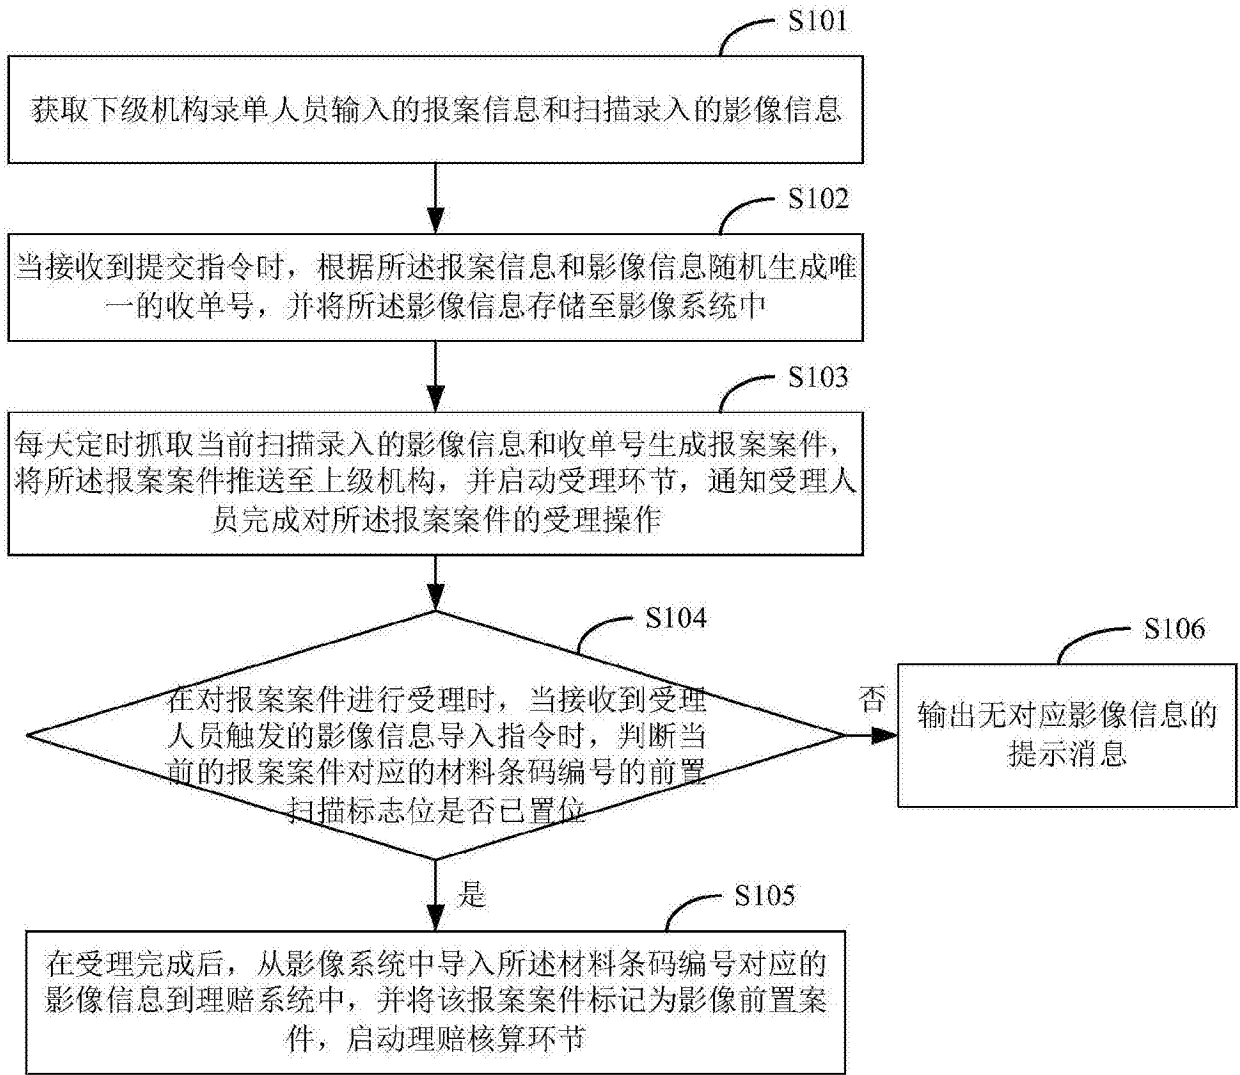 S101
获取下级机构录单人员输入的报案信息和扫描录入的影像信息
S102
当接收到提交指令时，根据所述报案信息和影像信息随机生成唯
一的收单号，并将所述影像信息存储至影像系统中
S103
每天定时抓取当前扫描录入的影像信息和收单号生成报案案件，
将所述报案案件推送至上级机构，并启动受理环节，通知受理人
员完成对所述报案案件的受理操作
S104
在对报案案件进行受理时，当接收到受理
人员触发的影像信息导入指令时，判断当
前的报案案件对应的材料条码编号的前置
扫描标志位是否已置位
否
S106
输出无对应影像信息的
提示消息
是
S105
在受理完成后，从影像系统中导入所述材料条码编号对应的
影像信息到理赔系统中，并将该报案案件标记为影像前置案
件，启动理赔核算环节